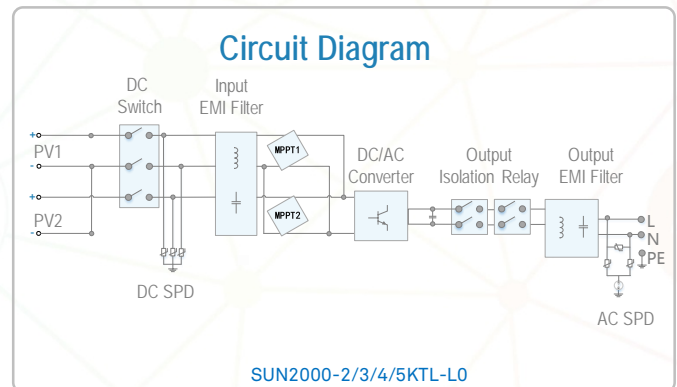 Circuit Diagram
DC
Switch
Input
EMI Filter
+
PV1
-
+
PV2
-
MPPT1
MPPT2
DC/AC
Converter
Output
Isolation Relay
Output
EMI Filter
L
N
PE
DC SPD
AC SPD
SUN2000-2/3/4/5KTL-L0